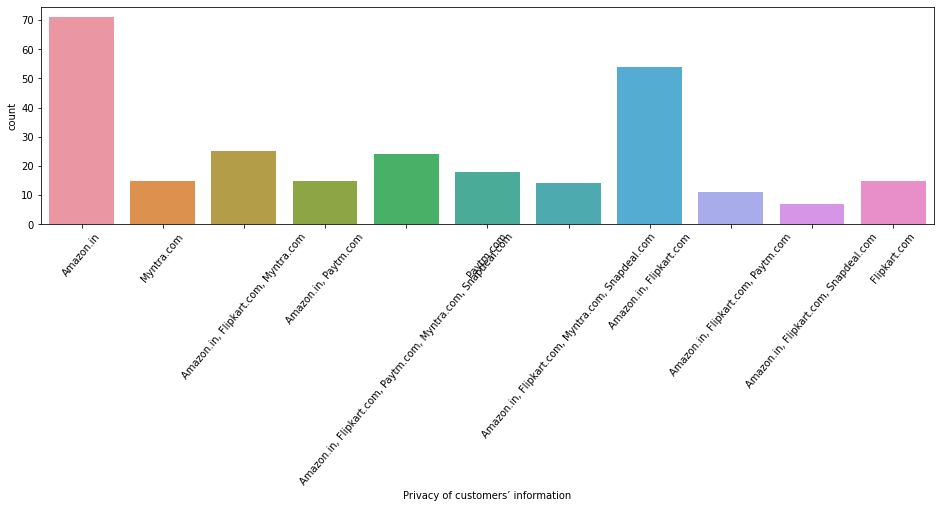 70
60
50
40
30
20
10
0
count
Amazon.in
Myntra.com
Amazon.in, Flipkart.com, Myntra.com
Amazon.in, Paytm.com
Amazon.in, Flipkart.com, Paytm.com, Myntra.com, Snapdeal.com
Paytm.com
Amazon.in, Flipkart.com, Myntra.com, Snapdeal.com
Amazon.in, Flipkart.com
Amazon.in, Flipkart.com, Paytm.com
Amazon.in, Flipkart.com, Snapdeal.com
Flipkart.com
Privacy of customers´ information